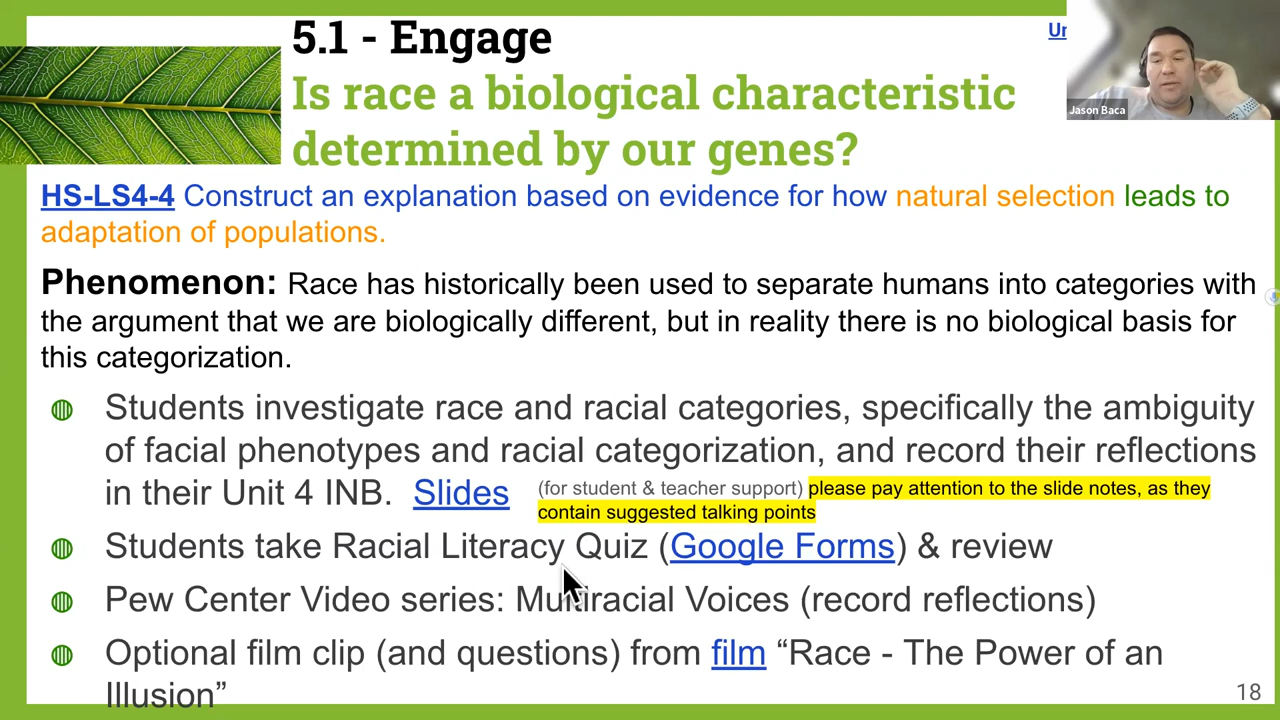 5.1 - Engage
Ur
Jason Baca
Is race a biological characteristic
determined by our genes?
HS-LS4-4 Construct an explanation based on evidence for how natural selection leads to
adaptation of populations.
Phenomenon: Race has historically been used to separate humans into categories with
the argument that we are biologically different, but in reality there is no biological basis for
this categorization.
Students investigate race and racial categories, specifically the ambiguity
of facial phenotypes and racial categorization, and record their reflections
in their Unit 4 INB. Slides (for student & teacher support) please pay attention to the slide notes, as they
contain suggested talking points
Students take Racial Literacy Quiz (Google Forms) & review
Pew Center Video series: Multiracial Voices (record reflections)
Optional film clip (and questions) from film “Race - The Power of an
Illusion”
18